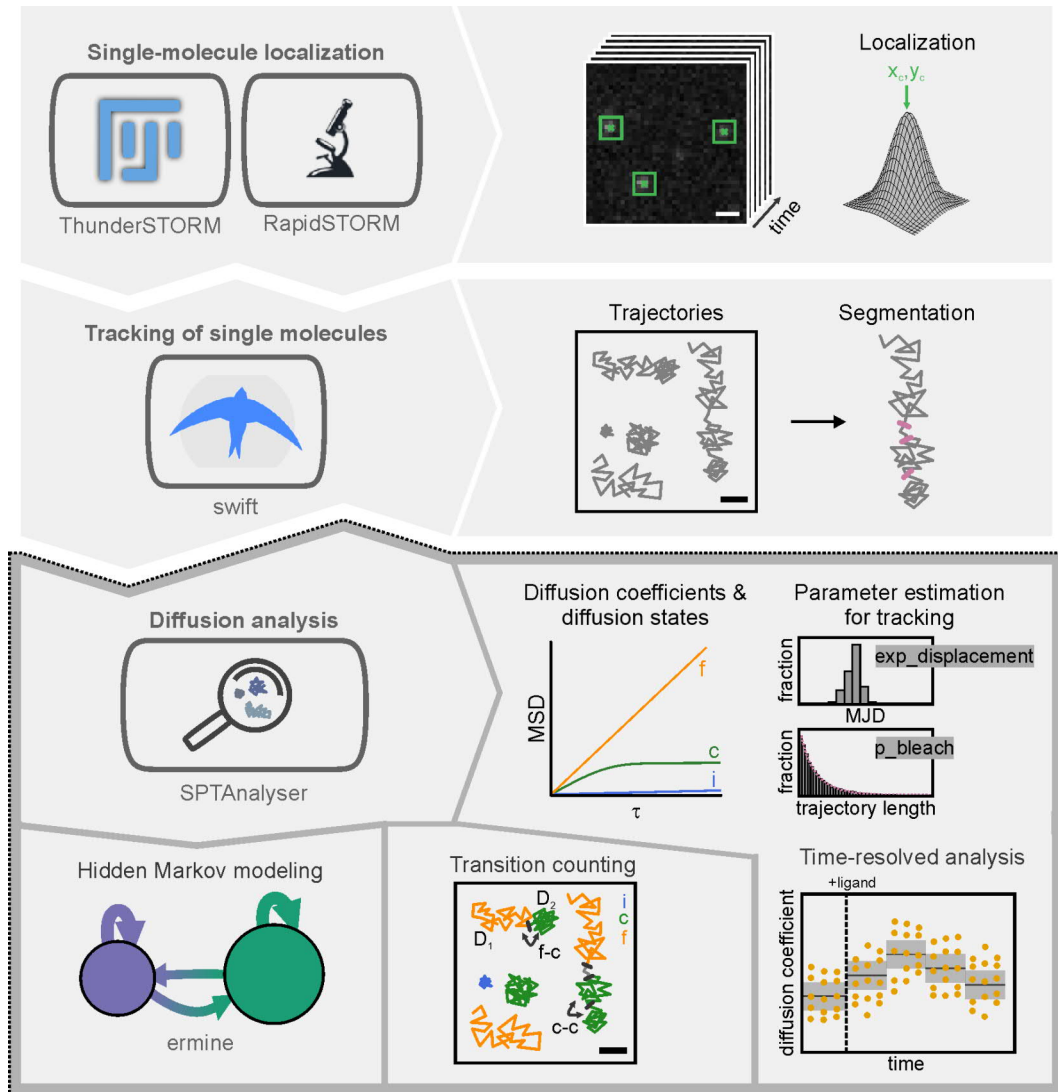 Single-molecule localization
ThunderSTORM
RapidSTORM
time
Localization
x_c,y_c
Tracking of single molecules
swift
Trajectories
Segmentation
Diffusion analysis
SPTAnalyser
Diffusion coefficients &
diffusion states
MSD
f
c
i
τ
Parameter estimation
for tracking
fraction
exp_displacement
MJD
fraction
p_bleach
trajectory length
Hidden Markov modeling
ermine
Transition counting
D₁
D₂
f-c
c-c
i
c
f
Time-resolved analysis
+ligand
diffusion coefficient
time